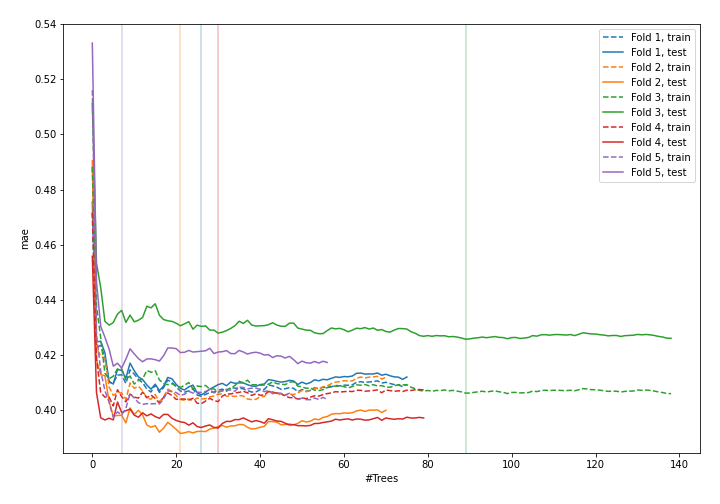 0.54
0.52
0.50
0.48
0.46
0.44
0.42
0.40
mae
0 20 40 60 80 100 120 140
#Trees
Fold 1, train
Fold 1, test
Fold 2, train
Fold 2, test
Fold 3, train
Fold 3, test
Fold 4, train
Fold 4, test
Fold 5, train
Fold 5, test